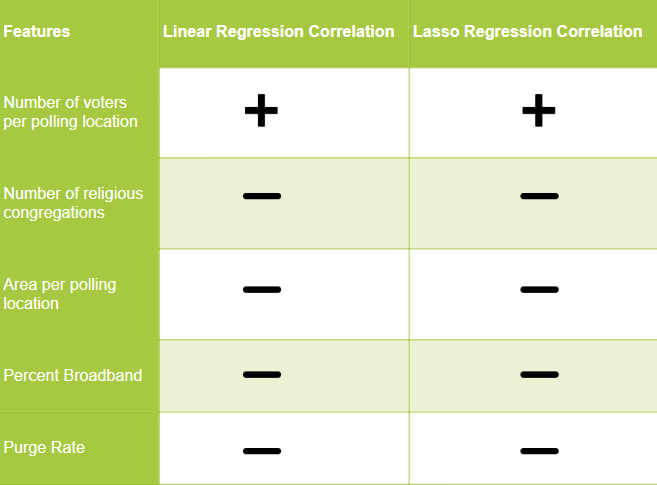 Features Linear Regression Correlation Lasso Regression Correlation
Number of voters
per polling location
+ +
Number of religious
congregations
— —
Area per polling
location
— —
Percent Broadband — —
Purge Rate — —